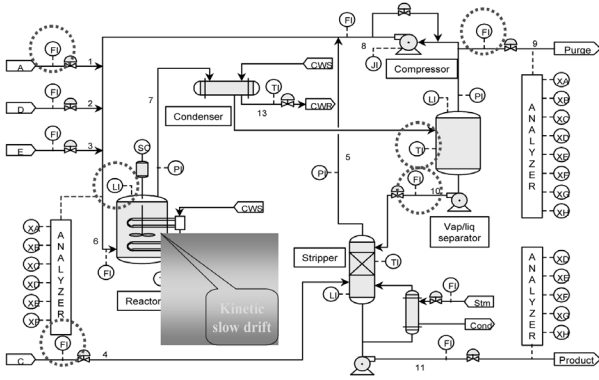 FI
8
FI
9
Purge
A
FI
1
JI
Compressor
CWS
7
TI
Condenser
13
CWR
LI
PI
XA
XB
XC
XD
XE
XF
XG
XH
ANALYZER
D
FI
2
E
FI
3
SC
PI
5
TI
LI
PI
FI
10
CWS
Vap/liq
separator
XA
XB
XC
XD
XE
XF
ANALYZER
6
FI
Reactor
Kinetic
slow drift
Stripper
TI
LI
FI
Stm
Cond
XD
XE
XF
XG
XH
ANALYZER
C
FI
4
FI
11
Product